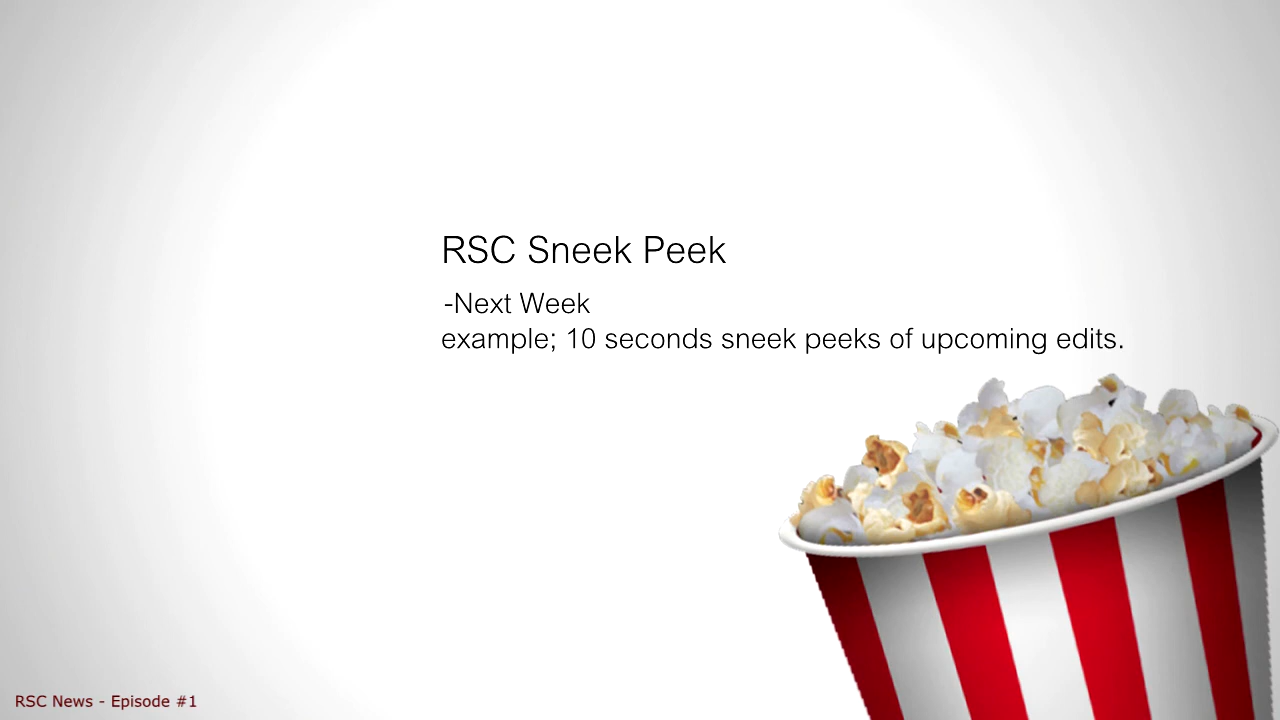 RSC Sneek Peek
-Next Week
example; 10 seconds sneek peeks of upcoming edits.
RSC News - Episode #1